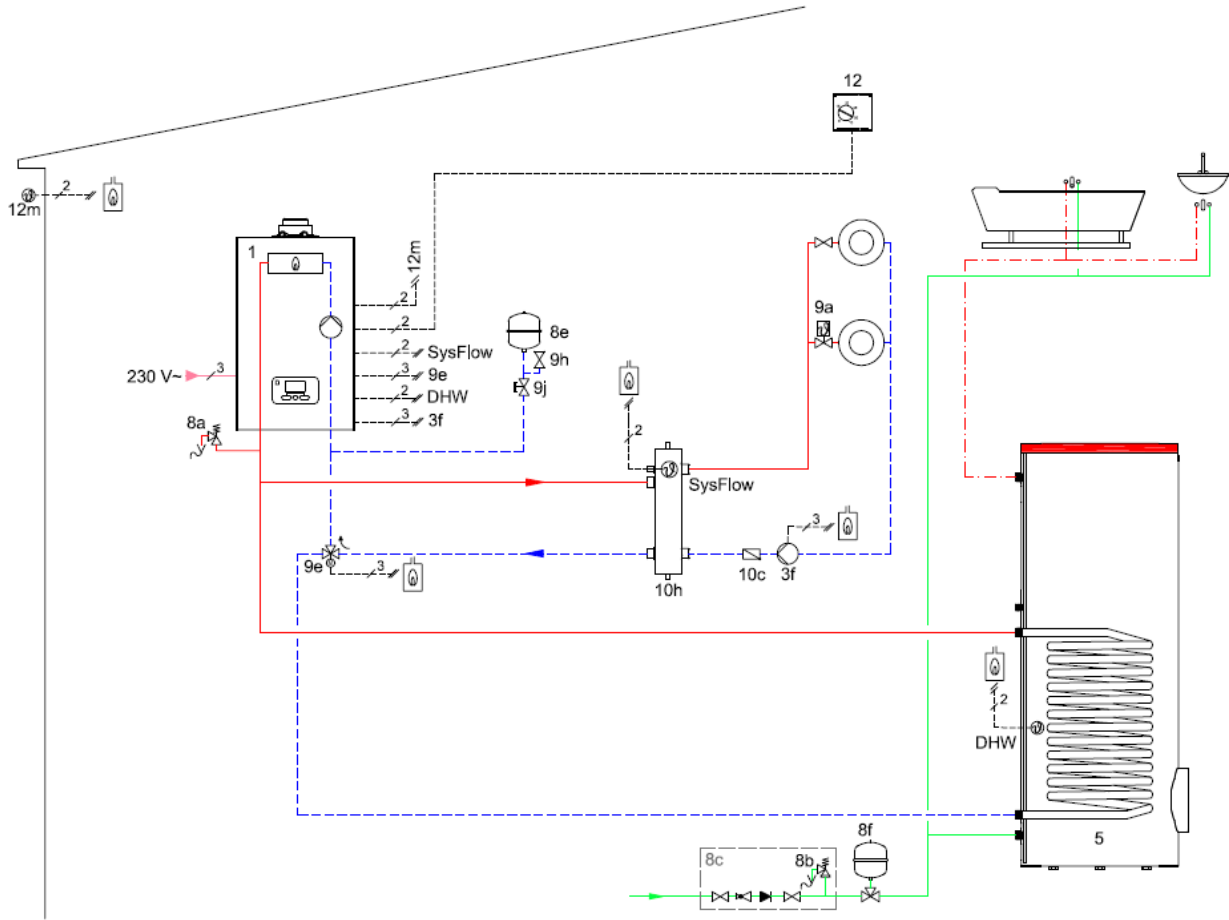 12
2
12m
1
12m
2
2
2 SysFlow
230 V~ 3
3 9e
2 DHW
3 3f
8a
8e
9h
9j
9a
2
SysFlow
3
9e
3
10c
3f
10h
2
DHW
5
8c
8b
8f